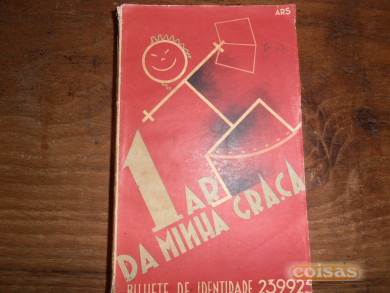 ARS
1 AR
DA MINHA GRAÇA
BILHETE DE IDENTIDADE 239925
coisas